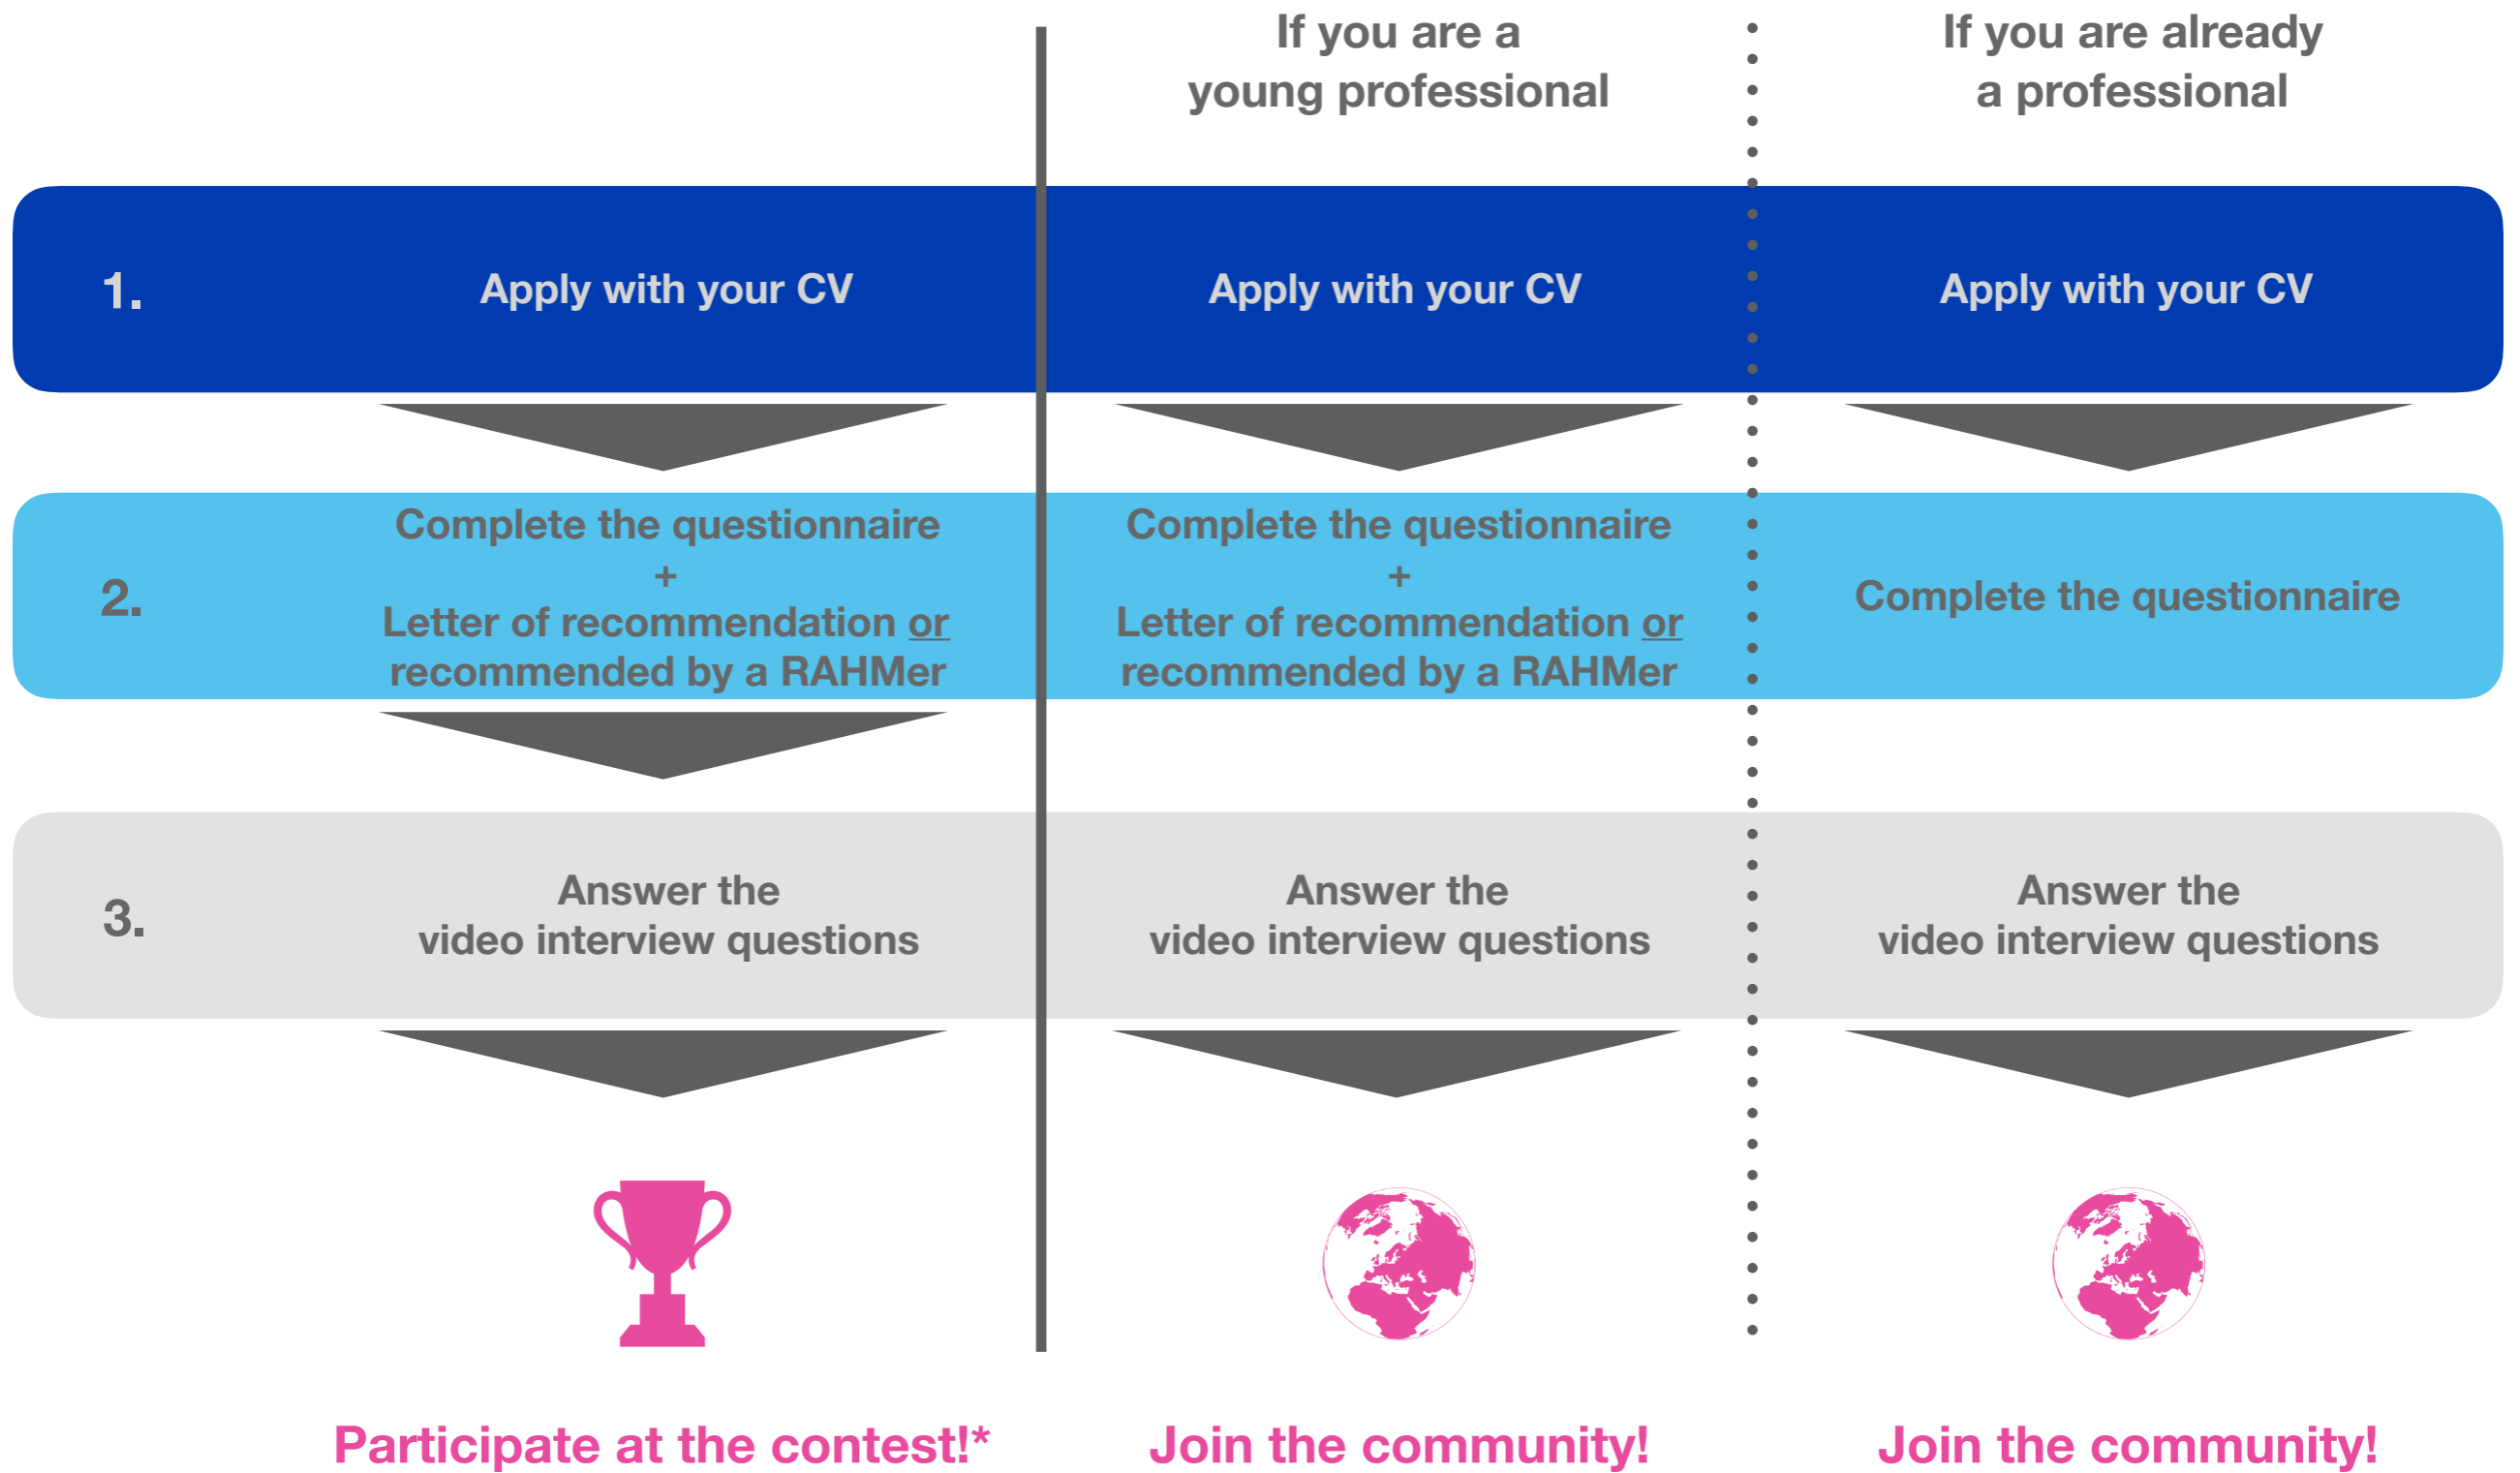 If you are a
young professional
If you are already
a professional
1.
Apply with your CV
Apply with your CV
Apply with your CV
2.
Complete the questionnaire
+
Letter of recommendation or
recommended by a RAHMer
Complete the questionnaire
+
Letter of recommendation or
recommended by a RAHMer
Complete the questionnaire
3.
Answer the
video interview questions
Answer the
video interview questions
Answer the
video interview questions
Participate at the contest!*
Join the community!
Join the community!